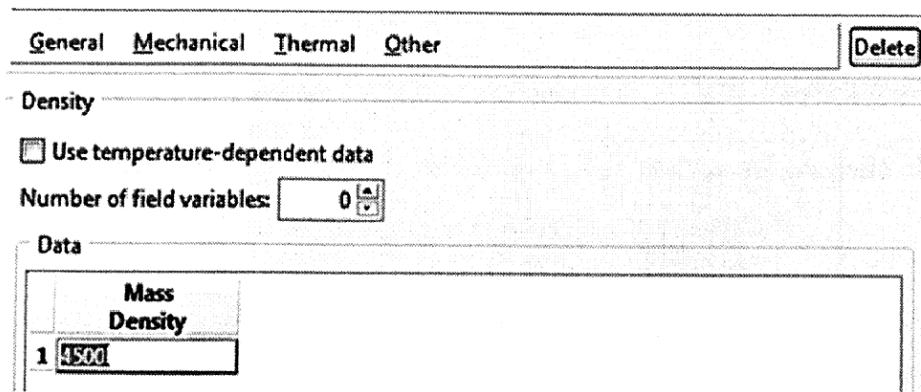 General Mechanical Thermal Other Delete
Density
Use temperature-dependent data
Number of field variables: 0
Data
Mass
Density
1 4500